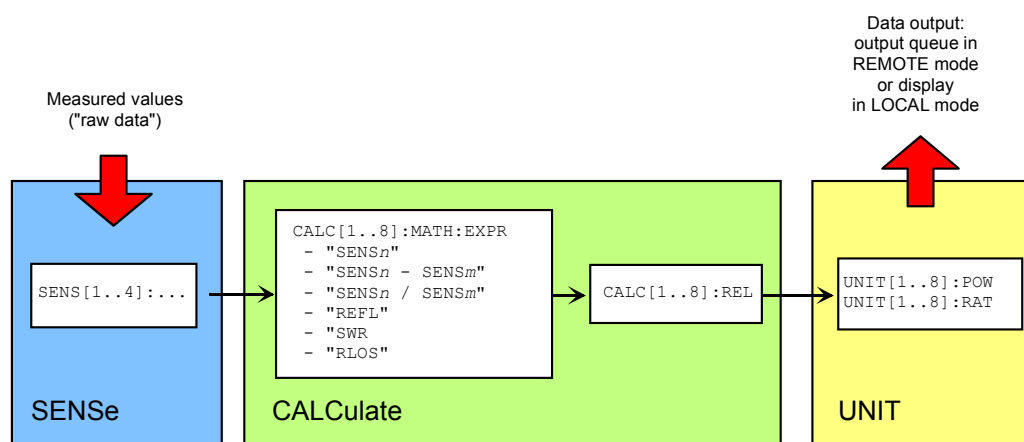 Measured values
("raw data")
Data output:
output queue in
REMOTE mode
or display
in LOCAL mode
SENS[1..4]:...
SENSe
CALC[1..8]:MATH:EXPR
- "SENSn"
- "SENSn - SENSm"
- "SENSn / SENSm"
- "REFL"
- "SWR
- "RLOS"
CALC[1..8]:REL
CALCulate
UNIT[1..8]:POW
UNIT[1..8]:RAT
UNIT